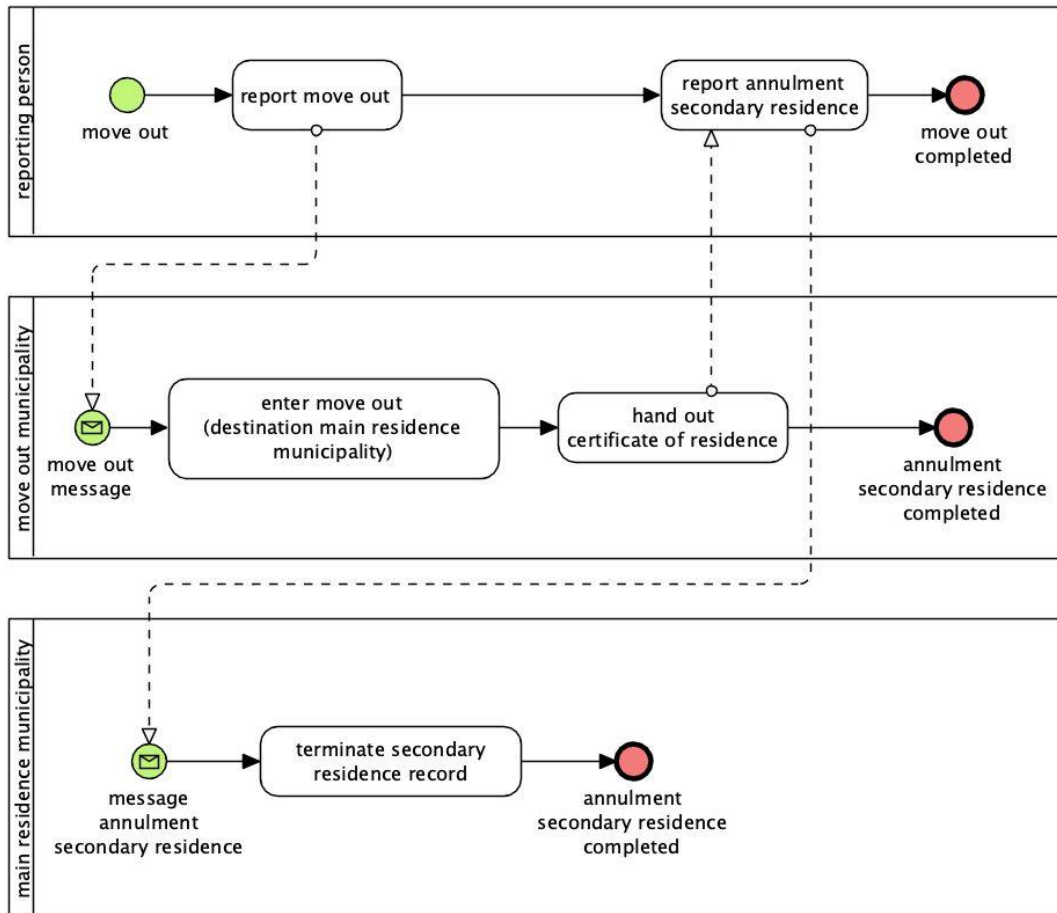 reporting person
move out
report move out
report annulment
secondary residence
move out
completed
move out municipality
move out
message
enter move out
(destination main residence
municipality)
hand out
certificate of residence
annulment
secondary residence
completed
main residence municipality
message
annulment
secondary residence
terminate secondary
residence record
annulment
secondary residence
completed